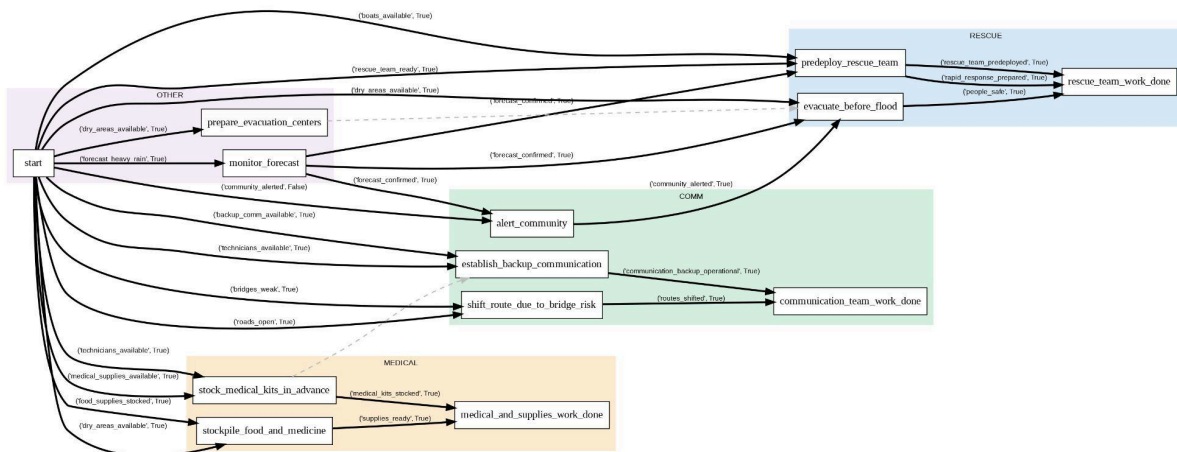 ('boats_available', True)
RESCUE
predeploy_rescue_team
('rescue_team_predeployed', True)
('rescue_team_ready', True)
('rapid_response_prepared', True)
rescue_team_work_done
OTHER
('dry_areas_available', True)
('people_safe', True)
('forecast_confirmed', True)
evacuate_before_flood
prepare_evacuation_centers
('dry_areas_available', True)
start
('forecast_heavy_rain', True)
monitor_forecast
('forecast_confirmed', True)
('forecast_confirmed', True)
('community_alerted', False)
('community_alerted', True)
COMM
('backup_comm_available', True)
alert_community
('technicians_available', True)
establish_backup_communication
('communication_backup_operational', True)
('bridges_weak', True)
shift_route_due_to_bridge_risk
('routes_shifted', True)
communication_team_work_done
('roads_open', True)
('technicians_available', True)
MEDICAL
('medical_supplies_available', True)
stock_medical_kits_in_advance
('medical_kits_stocked', True)
('food_supplies_stocked', True)
medical_and_supplies_work_done
('supplies_ready', True)
('dry_areas_available', True)
stockpile_food_and_medicine